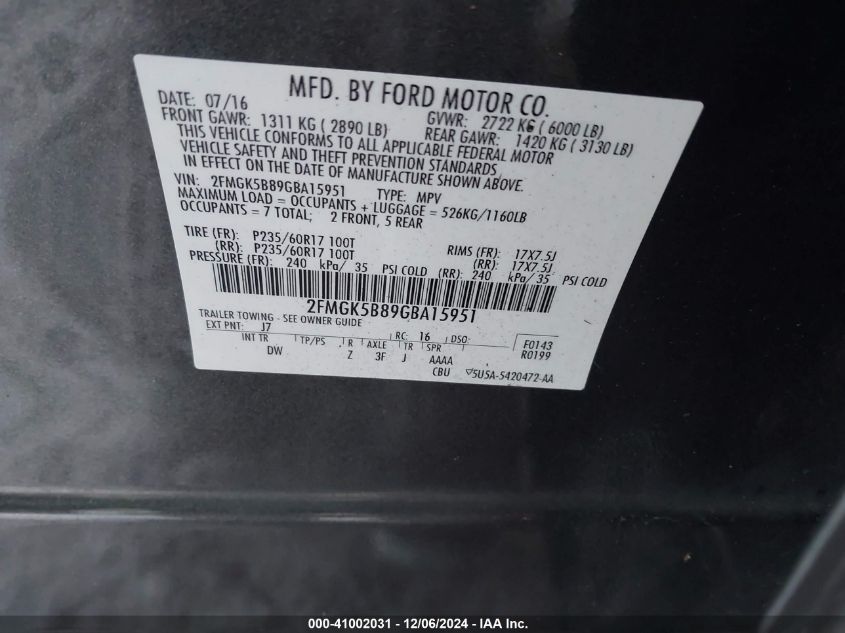 MFD. BY FORD MOTOR CO.
DATE: 07/16 GVWR: 2722 KG ( 6000 LB)
FRONT GAWR: 1311 KG ( 2890 LB) REAR GAWR: 1420 KG ( 3130 LB)
THIS VEHICLE CONFORMS TO ALL APPLICABLE FEDERAL MOTOR
VEHICLE SAFETY AND THEFT PREVENTION STANDARDS
IN EFFECT ON THE DATE OF MANUFACTURE SHOWN ABOVE.
VIN: 2FMGK5B89GBA15951 TYPE: MPV
MAXIMUM LOAD = OCCUPANTS + LUGGAGE = 526KG/1160LB
OCCUPANTS = 7 TOTAL; 2 FRONT, 5 REAR
TIRE (FR): P235/60R17 100T RIMS (FR): 17X7.5J
(RR): P235/60R17 100T (RR): 17X7.5J
PRESSURE (FR): 240 kPa/ 35 PSI COLD (RR): 240 kPa/ 35 PSI COLD
2FMGK5B89GBA15951
TRAILER TOWING - SEE OWNER GUIDE
EXT PNT: J7 RC: 16 DSO:
INT TR TP/PS R AXLE TR SPR F0143
DW Z 3F J AAAA R0199
CBU 5U5A-5420472-AA
000-41002031 - 12/06/2024 - IAA Inc.